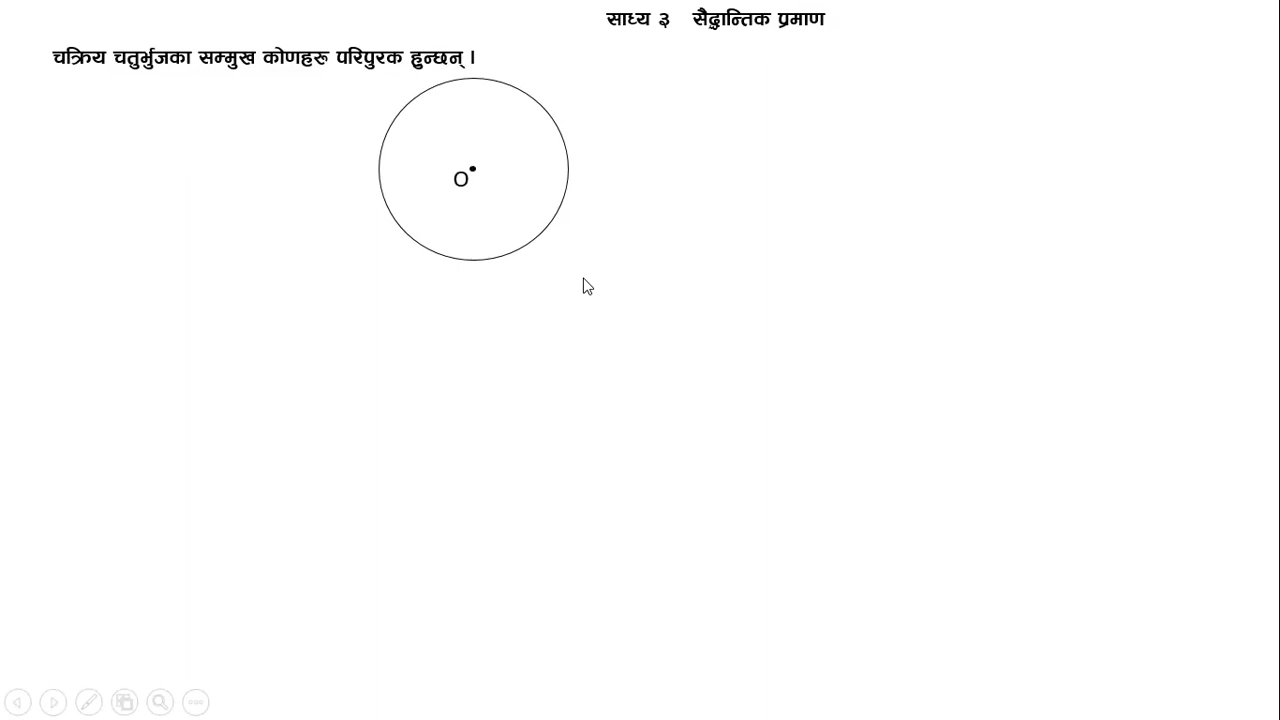 साध्य ३ सैद्धान्तिक प्रमाण
चक्रिय चतुर्भुजका सम्मुख कोणहरू परिपुरक हुन्छन् ।
O